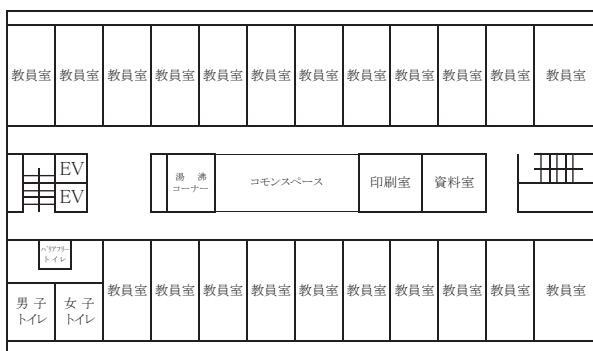 教員室 教員室 教員室 教員室 教員室 教員室 教員室 教員室 教員室 教員室 教員室 教員室
EV
EV
湯 沸
コーナー
コモンスペース
印刷室
資料室
バリアフリー
トイレ
男 子
トイレ
女 子
トイレ
教員室 教員室 教員室 教員室 教員室 教員室 教員室 教員室 教員室 教員室